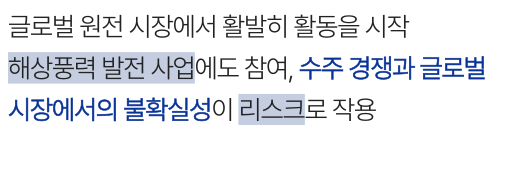 글로벌 원전 시장에서 활발히 활동을 시작
해상풍력 발전 사업에도 참여, 수주 경쟁과 글로벌
시장에서의 불확실성이 리스크로 작용